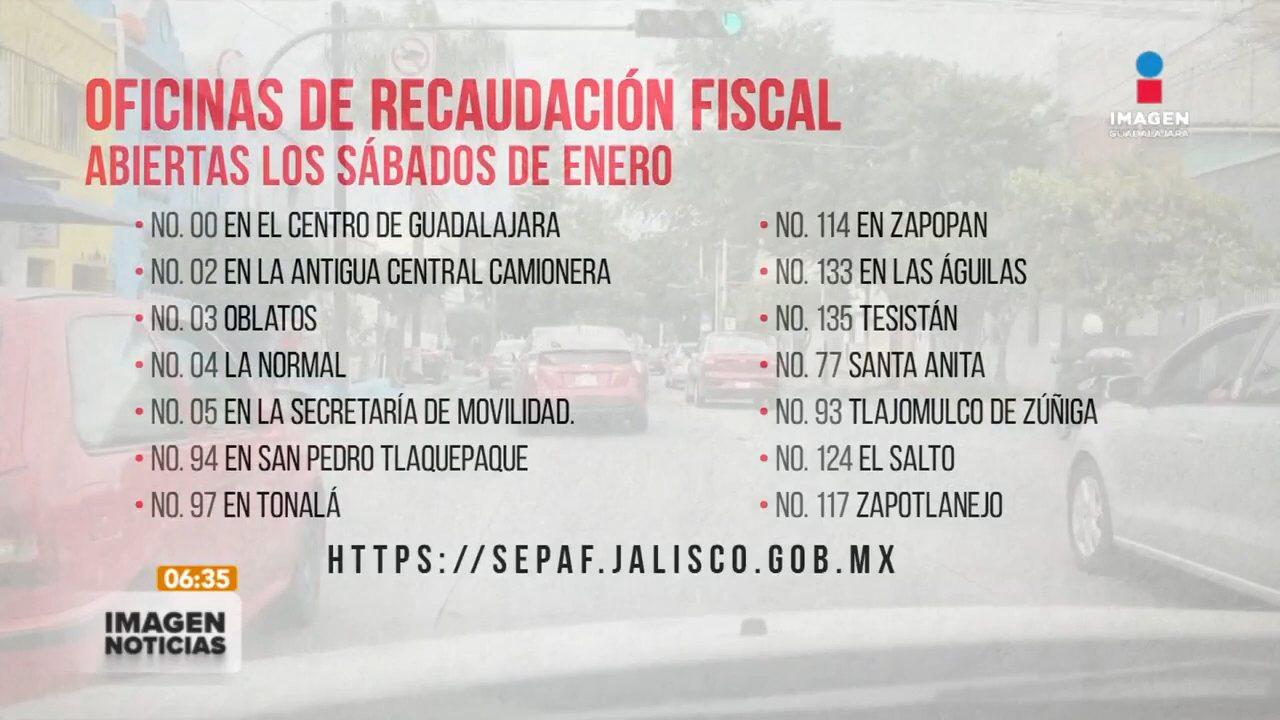 OFICINAS DE RECAUDACIÓN FISCAL
ABIERTAS LOS SÁBADOS DE ENERO
• NO. 00 EN EL CENTRO DE GUADALAJARA
• NO. 02 EN LA ANTIGUA CENTRAL CAMIONERA
• NO. 03 OBLATOS
• NO. 04 LA NORMAL
• NO. 05 EN LA SECRETARÍA DE MOVILIDAD.
• NO. 94 EN SAN PEDRO TLAQUEPAQUE
• NO. 97 EN TONALÁ
• NO. 114 EN ZAPOPAN
• NO. 133 EN LAS ÁGUILAS
• NO. 135 TESISTÁN
• NO. 77 SANTA ANITA
• NO. 93 TLAJOMULCO DE ZÚÑIGA
• NO. 124 EL SALTO
• NO. 117 ZAPOTLANEJO
HTTPS://SEPAF.JALISCO.GOB.MX
IMAGEN
GUADALAJARA
06:35
IMAGEN
NOTICIAS